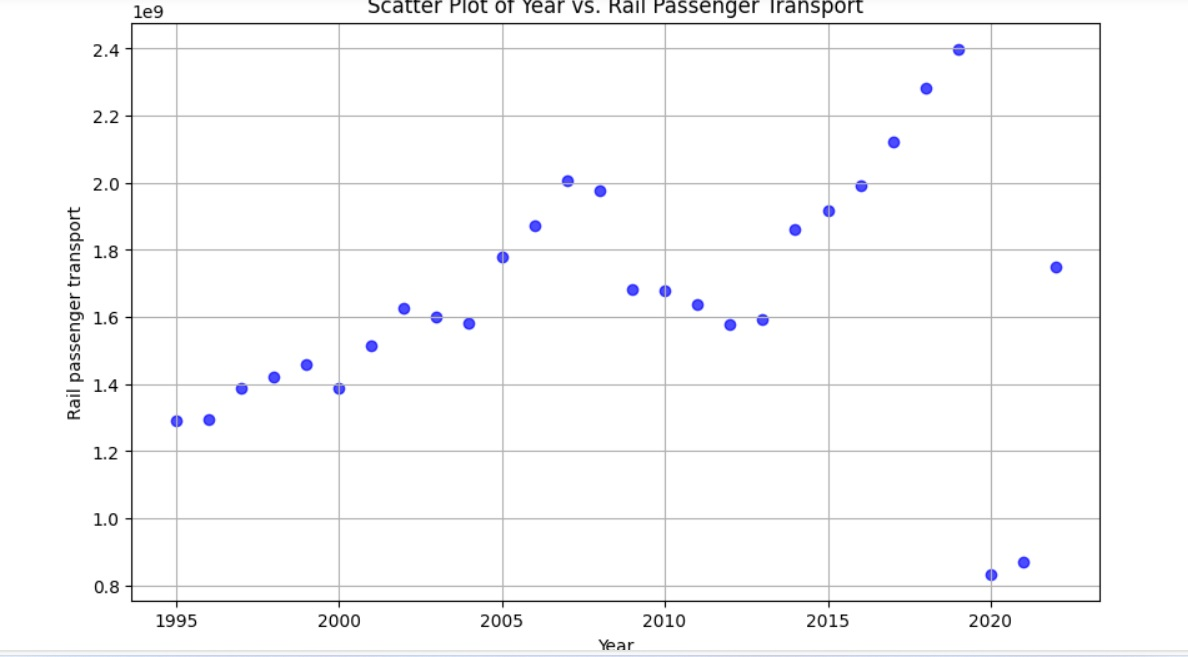 Scatter Plot of Year vs. Rail Passenger Transport
1e9
2.4
2.2
2.0
1.8
1.6
1.4
1.2
1.0
0.8
Rail passenger transport
1995 2000 2005 2010 2015 2020
Year